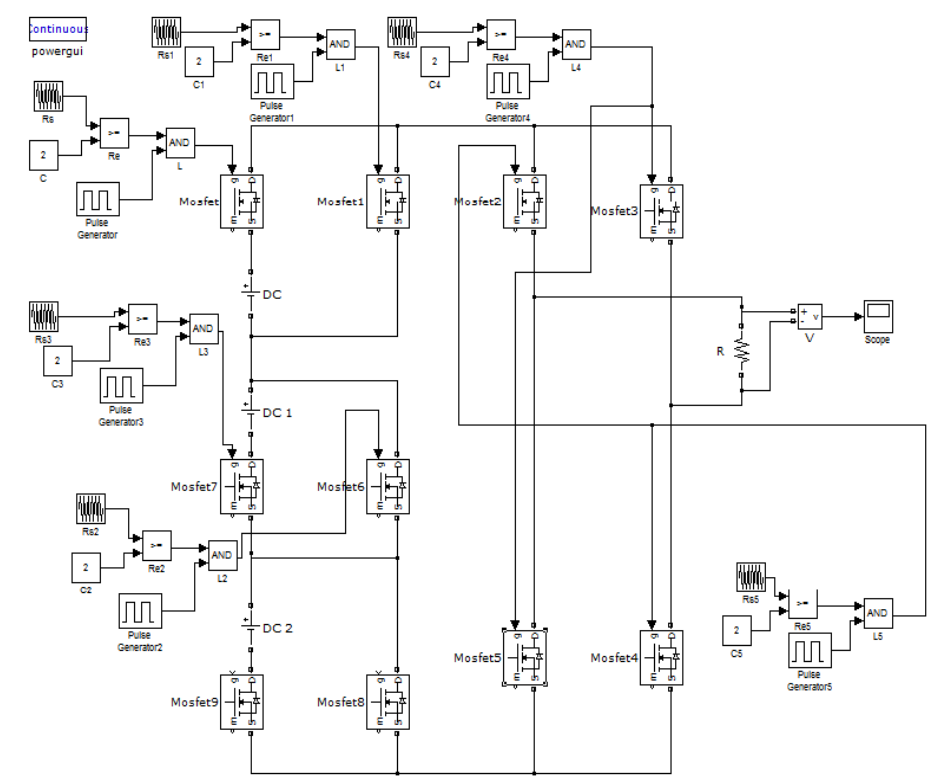 Continuous
powergui
Rs1
2
C1
>=
Re1
AND
L1
Pulse
Generator1
Rs4
2
C4
>=
Re4
AND
L4
Pulse
Generator4
Rs
2
C
>=
Re
AND
L
Pulse
Generator
g D
Mosfet
m S
g D
Mosfet1
m S
g D
Mosfet2
m S
g D
Mosfet3
m S
+
DC
Rs3
2
C3
>=
Re3
AND
L3
Pulse
Generator3
R
+
-
v
V
Scope
+
DC 1
g D
Mosfet7
m S
g D
Mosfet6
m S
Rs2
2
C2
>=
Re2
AND
L2
Pulse
Generator2
+
DC 2
g D
Mosfet9
m S
g D
Mosfet8
m S
g D
Mosfet5
m S
g D
Mosfet4
m S
Rs5
2
C5
>=
Re5
AND
L5
Pulse
Generator5